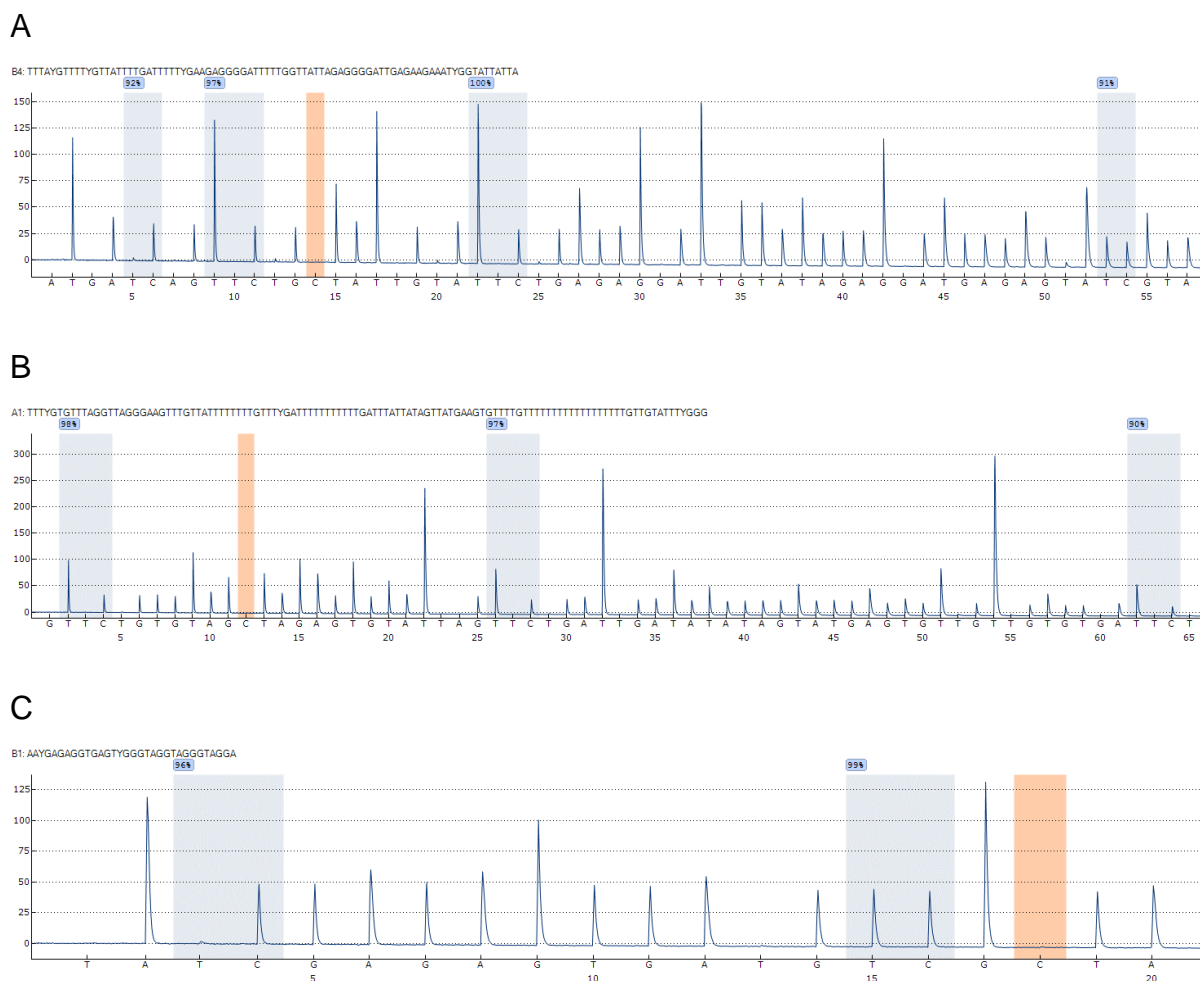 A
B4: TTTAYGTTTTYGTTATTTTGATTTTTYGAAGAGGGGATTTTTGGTTATTAGAGGGGATTGAGAAGAAATYGGTATTATTA
92% 97% 100% 91%
150
125
100
75
50
25
0
A T G A T C A G T T C T G C T A T T G T A T T C T G A G A G G A T T G T A T A G A G G A T G A G A G T A T C G T A
5 10 15 20 25 30 35 40 45 50 55
B
A1: TTTYGTGTTTAGGTTAGGGAAGTTTGTTATTTTTTTTGTTTYGATTTTTTTTTTTGATTTATTATAGTTATGAAGTGTTTTGTTTTTTTTTTTTTTTTTTGTTGTATTTYGGG
98% 97% 90%
300
250
200
150
100
50
0
G T T C T G T G T A G C T A G A G T G T A T T A G T T C T G A T T G A T A T A T A G T A T G A G T G T T G T T G T G T G A T T C T
5 10 15 20 25 30 35 40 45 50 55 60 65
C
B1: AAYGAGAGGTGAGTYGGGTAGGTAGGGTAGGA
96% 99%
125
100
75
50
25
0
T A T C G A G A G T G A T G T C G C T A
5 10 15 20